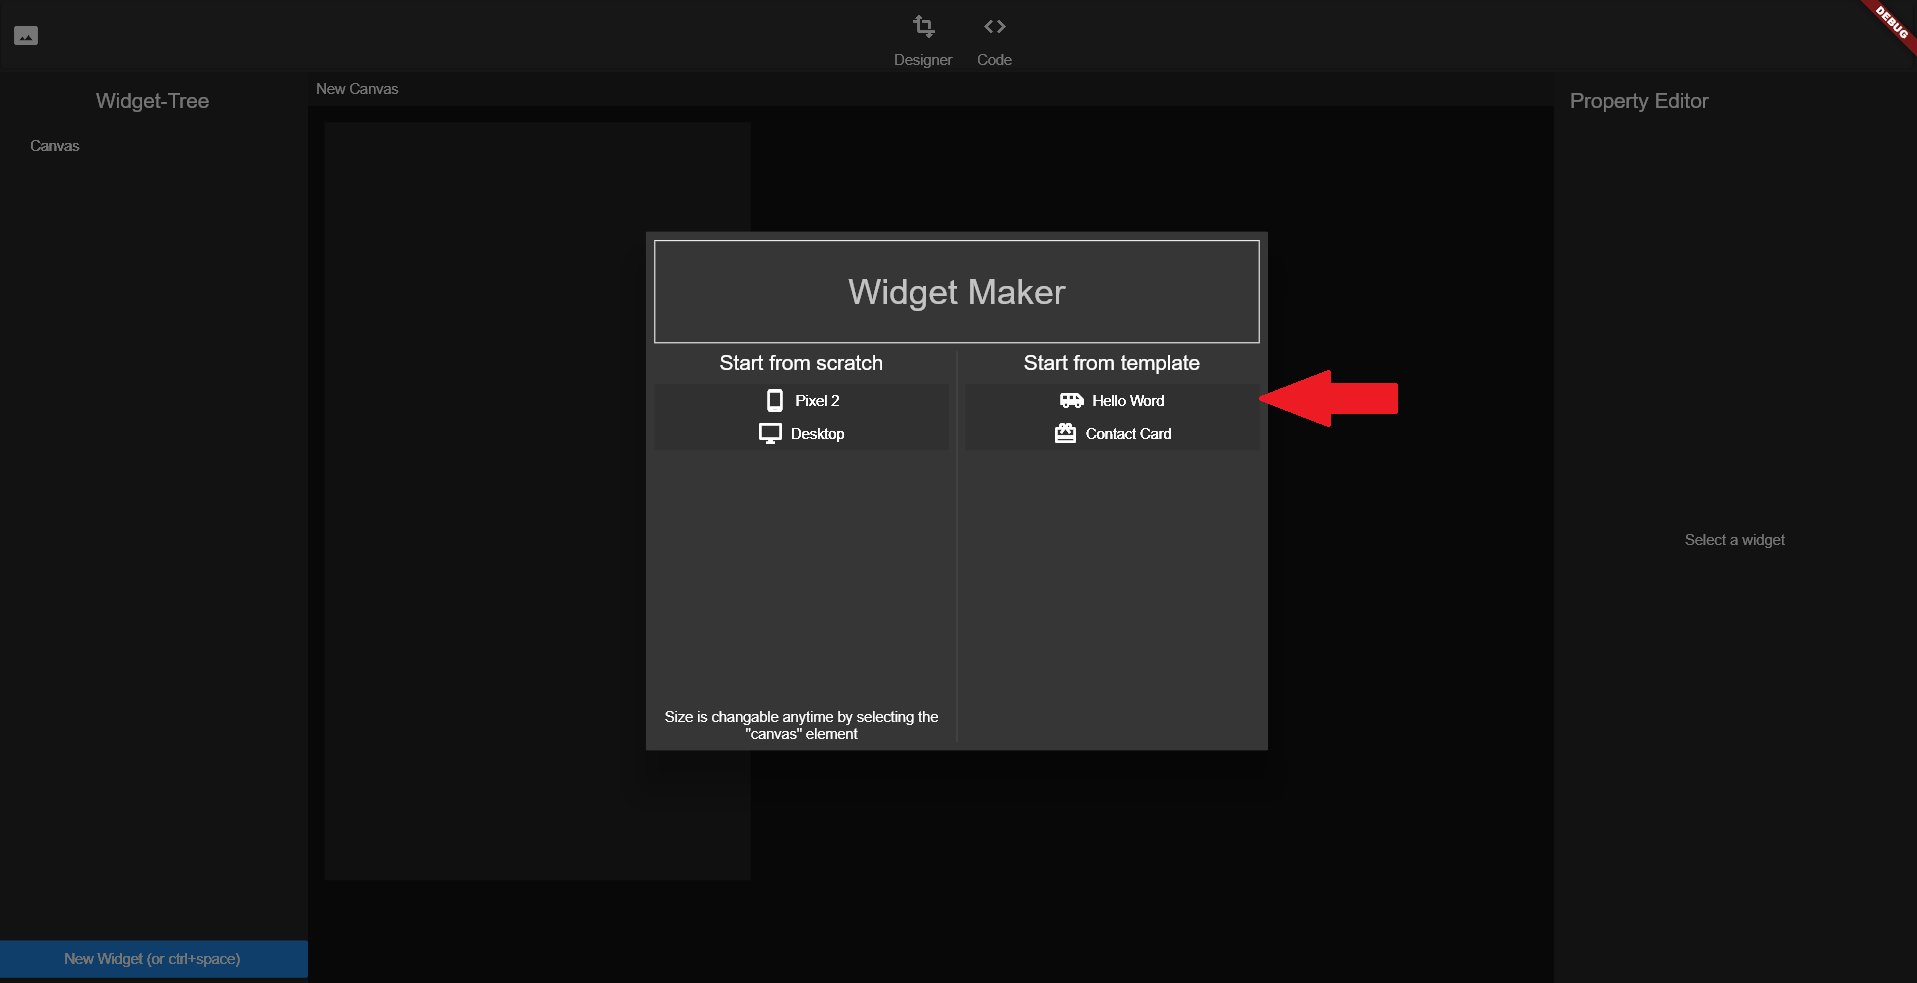 Designer
Code
DEBUG
Widget-Tree
New Canvas
Property Editor
Canvas
Widget Maker
Start from scratch
Pixel 2
Desktop
Size is changable anytime by selecting the
"canvas" element
Start from template
Hello Word
Contact Card
Select a widget
New Widget (or ctrl+space)